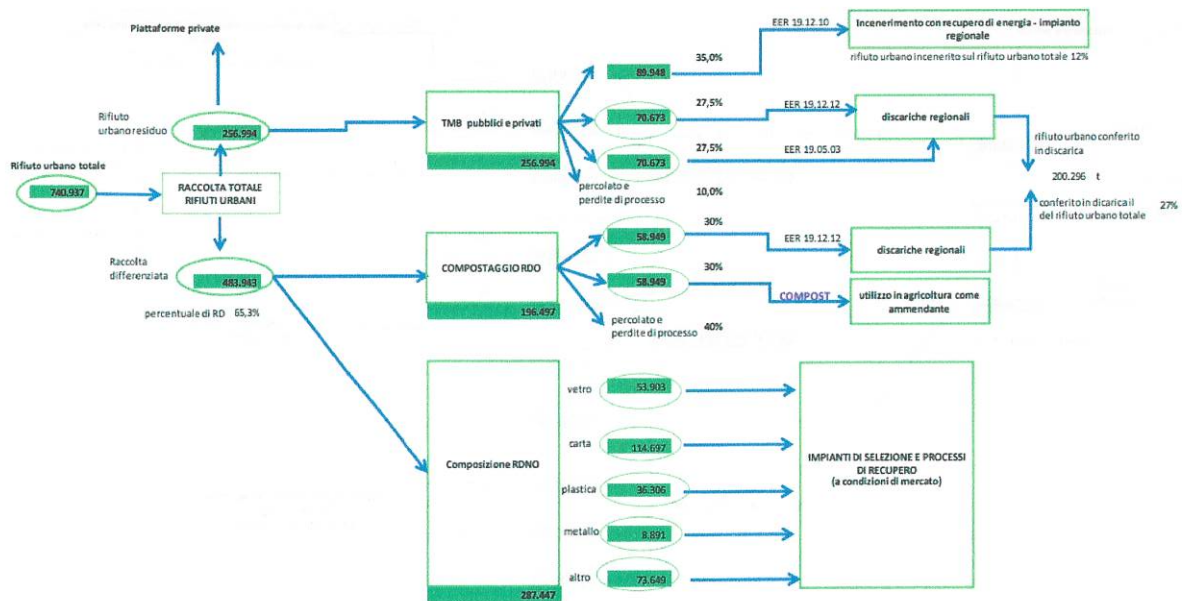 Piattaforme private
Rifiuto
urbano residuo
256.994
Rifiuto urbano totale
740.937
RACCOLTA TOTALE
RIFIUTI URBANI
Raccolta
differenziata
483.943
percentuale di RD 65,3%
TMB pubblici e privati
256.994
35,0%
89.948
27,5%
70.673
27,5%
70.673
percolato e
perdite di processo
10,0%
EER 19.12.10
Incenerimento con recupero di energia - impianto
regionale
rifiuto urbano incenerito sul rifiuto urbano totale 12%
EER 19.12.12
EER 19.05.03
discariche regionali
rifiuto urbano conferito
in discarica
200.296 t
conferito in dicarica il
del rifiuto urbano totale 27%
COMPOSTAGGIO RDO
196.497
30%
58.949
30%
58.949
percolato e
perdite di processo 40%
EER 19.12.12
discariche regionali
COMPOST
utilizzo in agricoltura come
ammendante
Composizione RDNO
287.447
vetro 53.903
carta 114.697
plastica 36.306
metallo 8.891
altro 73.649
IMPIANTI DI SELEZIONE E PROCESSI
DI RECUPERO
(a condizioni di mercato)